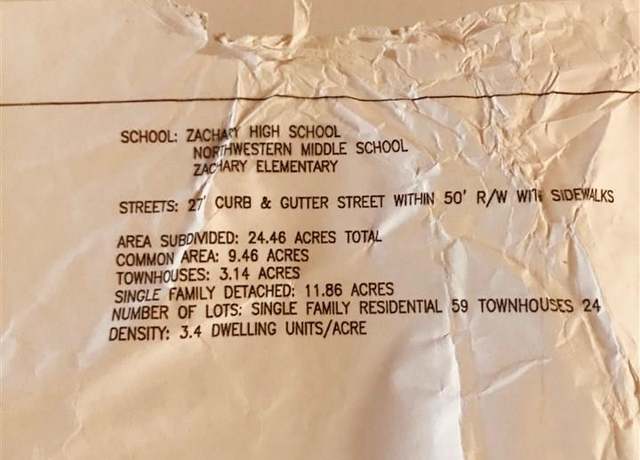 SCHOOL: ZACHARY HIGH SCHOOL
NORTHWESTERN MIDDLE SCHOOL
ZACHARY ELEMENTARY
STREETS: 27' CURB & GUTTER STREET WITHIN 50' R/W WITH SIDEWALKS
AREA SUBDIVIDED: 24.46 ACRES TOTAL
COMMON AREA: 9.46 ACRES
TOWNHOUSES: 3.14 ACRES
SINGLE FAMILY DETACHED: 11.86 ACRES
NUMBER OF LOTS: SINGLE FAMILY RESIDENTIAL 59 TOWNHOUSES 24
DENSITY: 3.4 DWELLING UNITS/ACRE